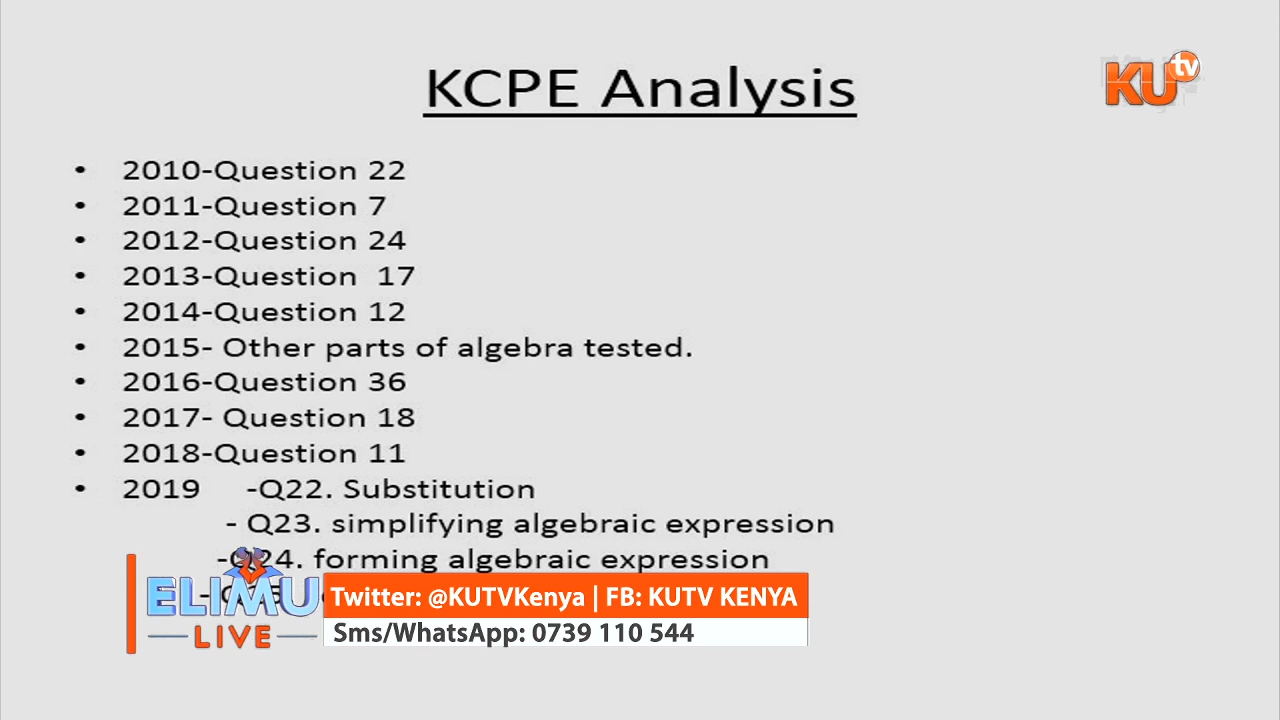 KCPE Analysis
KU tv
• 2010-Question 22
• 2011-Question 7
• 2012-Question 24
• 2013-Question  17
• 2014-Question 12
• 2015- Other parts of algebra tested.
• 2016-Question 36
• 2017- Question 18
• 2018-Question 11
• 2019 -Q22. Substitution
- Q23. simplifying algebraic expression
-Q24. forming algebraic expression
ELIMU
LIVE
Twitter: @KUTVKenya | FB: KUTV KENYA
Sms/WhatsApp: 0739 110 544